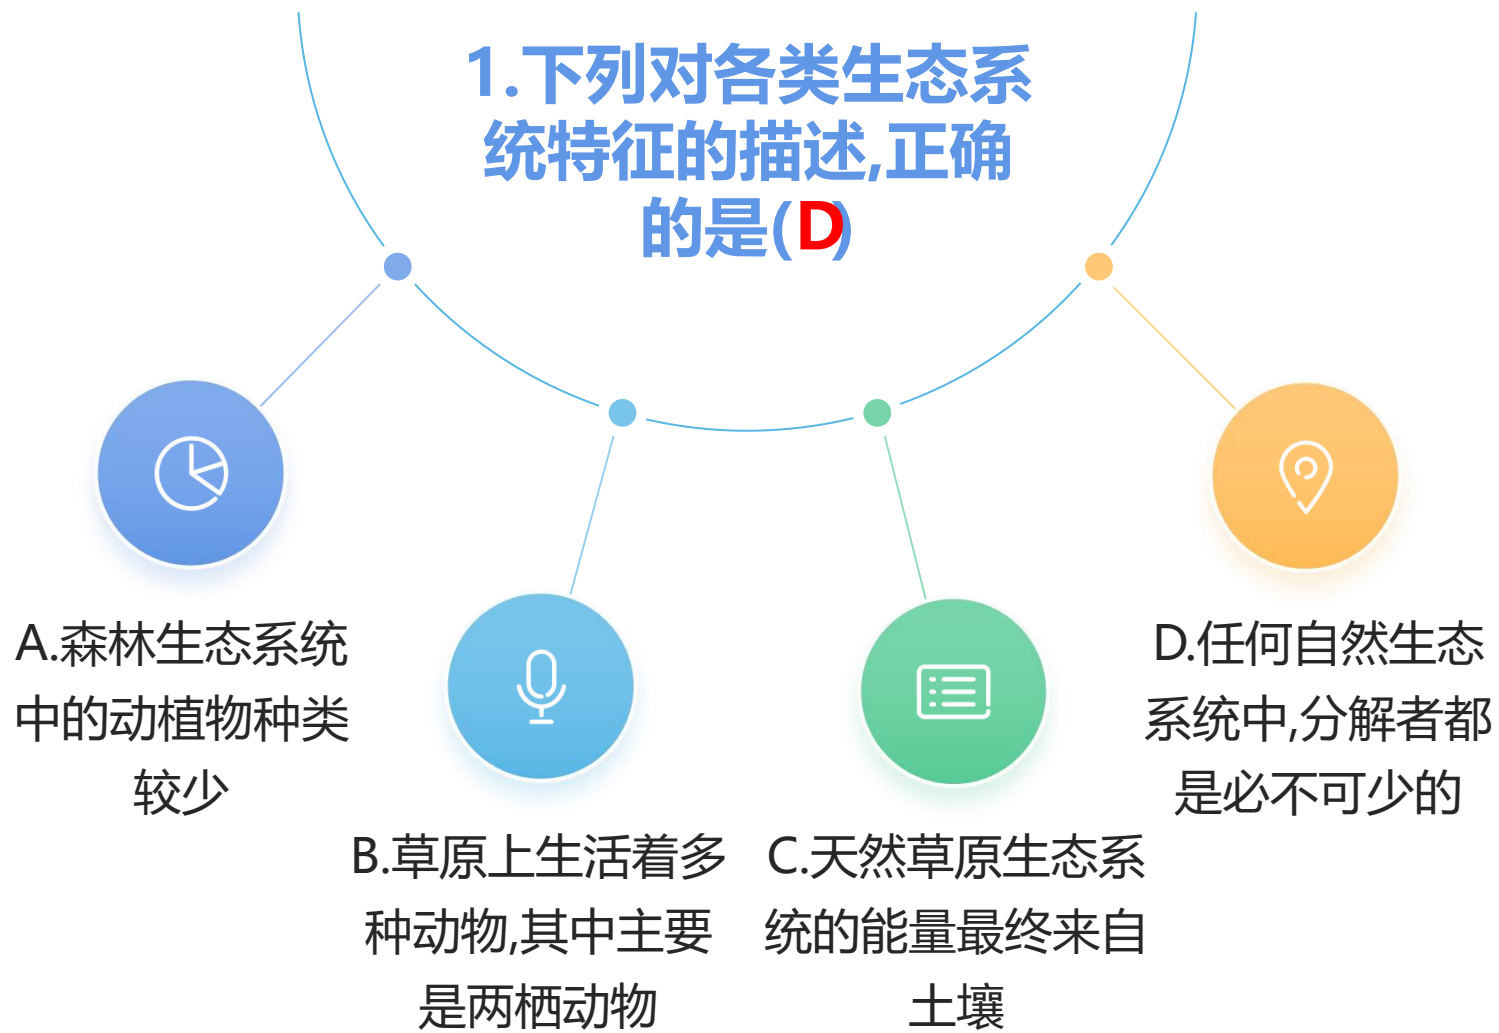 1.下列对各类生态系
统特征的描述,正确
的是(D)
A.森林生态系统
中的动植物种类
较少
B.草原上生活着多
种动物,其中主要
是两栖动物
C.天然草原生态系
统的能量最终来自
土壤
D.任何自然生态
系统中,分解者都
是必不可少的